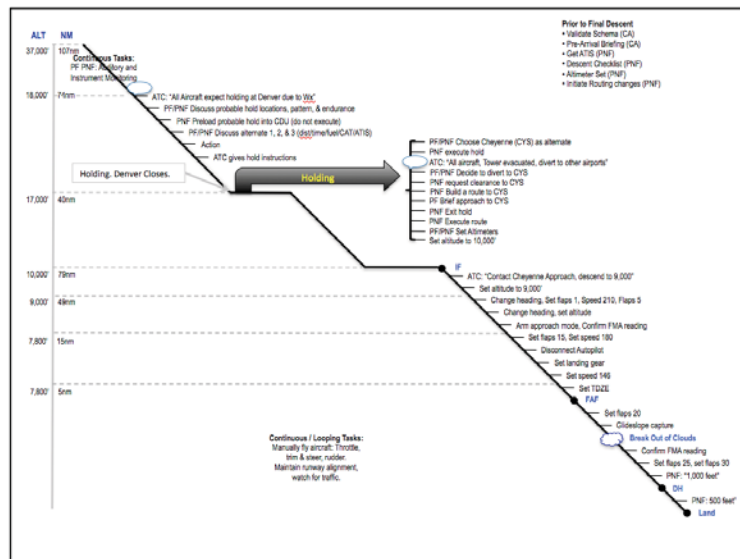 ALT NM
37,000' 107nm
Continuous Tasks:
PF PNF: Auditory and
Instrument Monitoring
Prior to Final Descent
• Validate Schema (CA)
• Pre-Arrival Briefing (CA)
• Get ATIS (PNF)
• Descent Checklist (PNF)
• Altimeter Set (PNF)
• Initiate Routing changes (PNF)
18,000' 74nm
ATC: "All Aircraft expect holding at Denver due to Wx"
PF/PNF Discuss probable hold locations, pattern, & endurance
PNF Preload probable hold into CDU (do not execute)
PF/PNF Discuss alternate 1, 2, & 3 (dist/time/fuel/CAT/ATIS)
Action
ATC gives hold instructions
Holding. Denver Closes.
Holding
PF/PNF Choose Cheyenne (CYS) as alternate
PNF execute hold
ATC: "All aircraft, Tower evacuated, divert to other airports"
PF/PNF Decide to divert to CYS
PNF request clearance to CYS
PNF Build a route to CYS
PF Brief approach to CYS
PNF Exit hold
PNF Execute route
PF/PNF Set Altimeters
Set altitude to 10,000'
17,000' 40nm
10,000' 79nm
IF
ATC: "Contact Cheyenne Approach, descend to 9,000"
Set altitude to 9,000'
9,000' 49nm
Change heading, Set flaps 1, Speed 210, Flaps 5
Change heading, set altitude
Arm approach mode, Confirm FMA reading
7,800' 15nm
Set flaps 15, Set speed 180
Disconnect Autopilot
Set landing gear
Set speed 146
7,800' 5nm
Set TDZE
FAF
Set flaps 20
Glideslope capture
Break Out of Clouds
Confirm FMA reading
Set flaps 25, set flaps 30
PNF: "1,000 feet"
DH
PNF: 500 feet"
Land
Continuous / Looping Tasks:
Manually fly aircraft: Throttle,
trim & steer, rudder.
Maintain runway alignment,
watch for traffic.